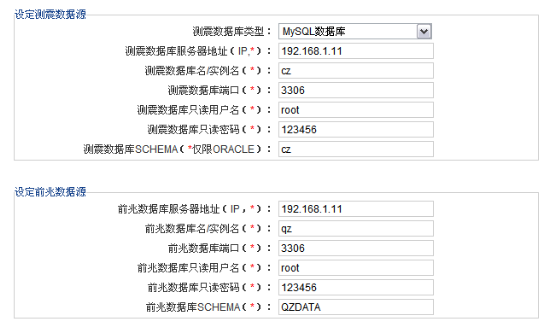 设定测震数据源
测震数据库类型： MySQL数据库
测震数据库服务器地址（IP,*）： 192.168.1.11
测震数据库名/实例名（*）： cz
测震数据库端口（*）： 3306
测震数据库只读用户名（*）： root
测震数据库只读密码（*）： 123456
测震数据库SCHEMA（*仅限ORACLE）： cz
设定前兆数据源
前兆数据库服务器地址（IP，*）： 192.168.1.11
前兆数据库名/实例名（*）： qz
前兆数据库端口（*）： 3306
前兆数据库只读用户名（*）： root
前兆数据库只读密码（*）： 123456
前兆数据库SCHEMA（*）： QZDATA